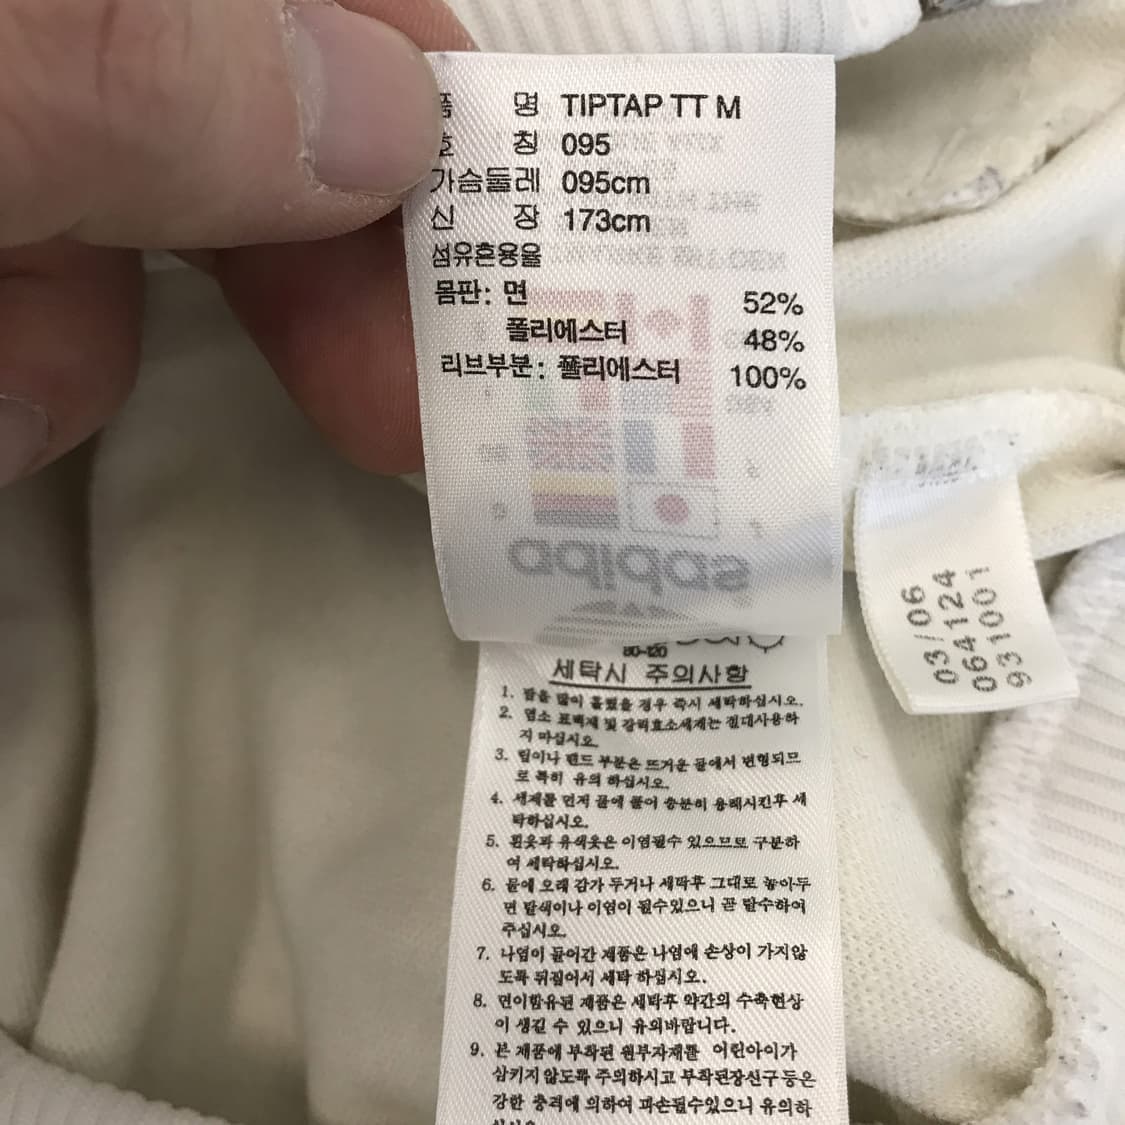 품 명 TIPTAP TT M
호 칭 095
가슴둘레 095cm
신 장 173cm
섬유혼용율
몸판: 면 52%
폴리에스터 48%
리브부분: 폴리에스터 100%
adidas
80-120
세탁시 주의사항
1. 땀을 많이 흘렸을 경우 즉시 세탁하십시오.
2. 염소 표백제 및 강력효소세제는 절대사용하
지 마십시오.
3. 립이나 밴드 부분은 뜨거운 물에서 변형되므
로 특히 유의 하십시오.
4. 세제를 먼저 물에 풀어 충분히 용해시킨후 세
탁하십시오.
5. 흰옷과 유색옷은 이염될수 있으므로 구분하
여 세탁하십시오.
6. 물에 오래 담가 두거나 세탁후 그대로 놓아두
면 탈색이나 이염이 될수있으니 꼭 탈수하여
주십시오.
7. 나염이 들어간 제품은 나염에 손상이 가지않
도록 뒤집어서 세탁 하십시오.
8. 면이함유된 제품은 세탁후 약간의 수축현상
이 생길 수 있으니 유의바랍니다.
9. 본 제품에 부착된 원부자재를 어린아이가
삼키지않도록 주의하시고 부착된장신구등은
강한 충격에 의하여 파손될수있으니 유의하
03/06
064124
931001